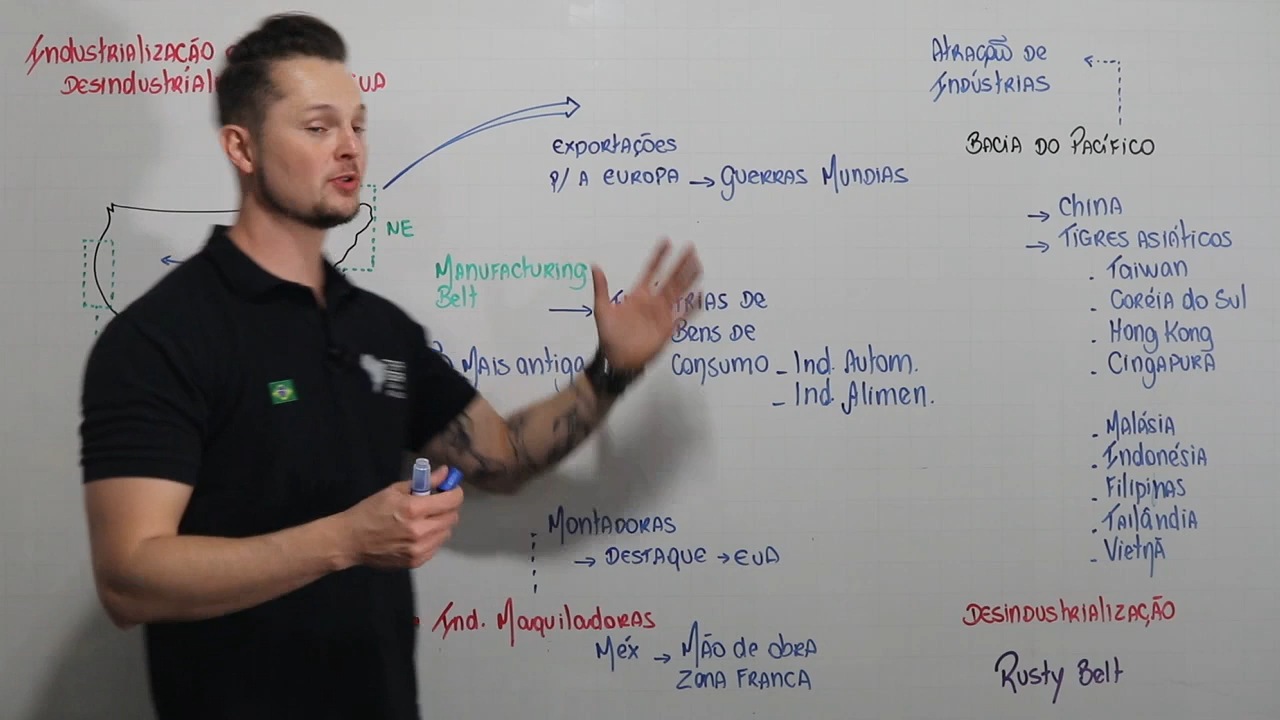 Industrialização
Desindustrial EUA
NE
Manufacturing
Belt
Mais antiga
Exportações
p/ a Europa → Guerras Mundias
→
de
Bens de
Consumo - Ind. Autom.
- Ind. Alimen.
Montadoras
→ Destaque → EUA
Ind. Maquiladoras
Méx → Mão de obra
Zona Franca
Atração de
Indústrias
Bacia do Pacífico
→ China
→ Tigres Asiáticos
. Taiwan
. Coréia do Sul
. Hong Kong
. Cingapura
. Malásia
. Indonésia
. Filipinas
. Tailândia
. Vietnã
Desindustrialização
Rusty Belt